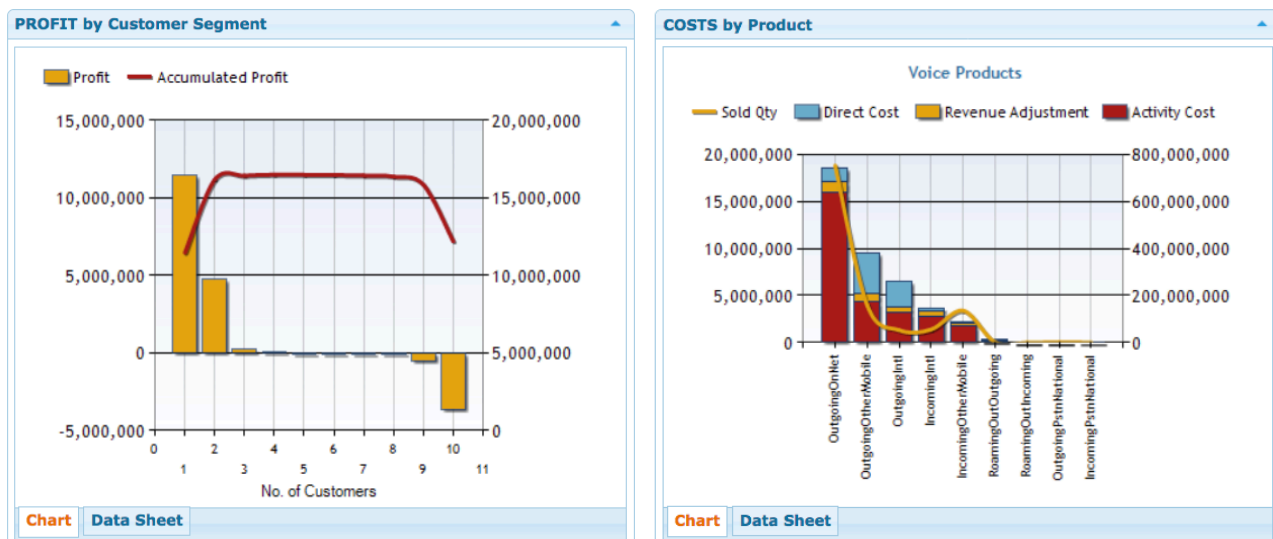 PROFIT by Customer Segment
Profit Accumulated Profit
15,000,000 20,000,000
10,000,000 15,000,000
5,000,000 10,000,000
0 5,000,000
-5,000,000 0
0 2 4 6 8 10
1 3 5 7 9 11
No. of Customers
Chart Data Sheet
COSTS by Product
Voice Products
Sold Qty Direct Cost Revenue Adjustment Activity Cost
20,000,000 800,000,000
15,000,000 600,000,000
10,000,000 400,000,000
5,000,000 200,000,000
0 0
OutgoingOnNet
OutgoingOtherMobile
OutgoingIntl
IncomingIntl
IncomingOtherMobile
RoamingOutOutgoing
RoamingOutIncoming
OutgoingPstnNational
IncomingPstnNational
Chart Data Sheet